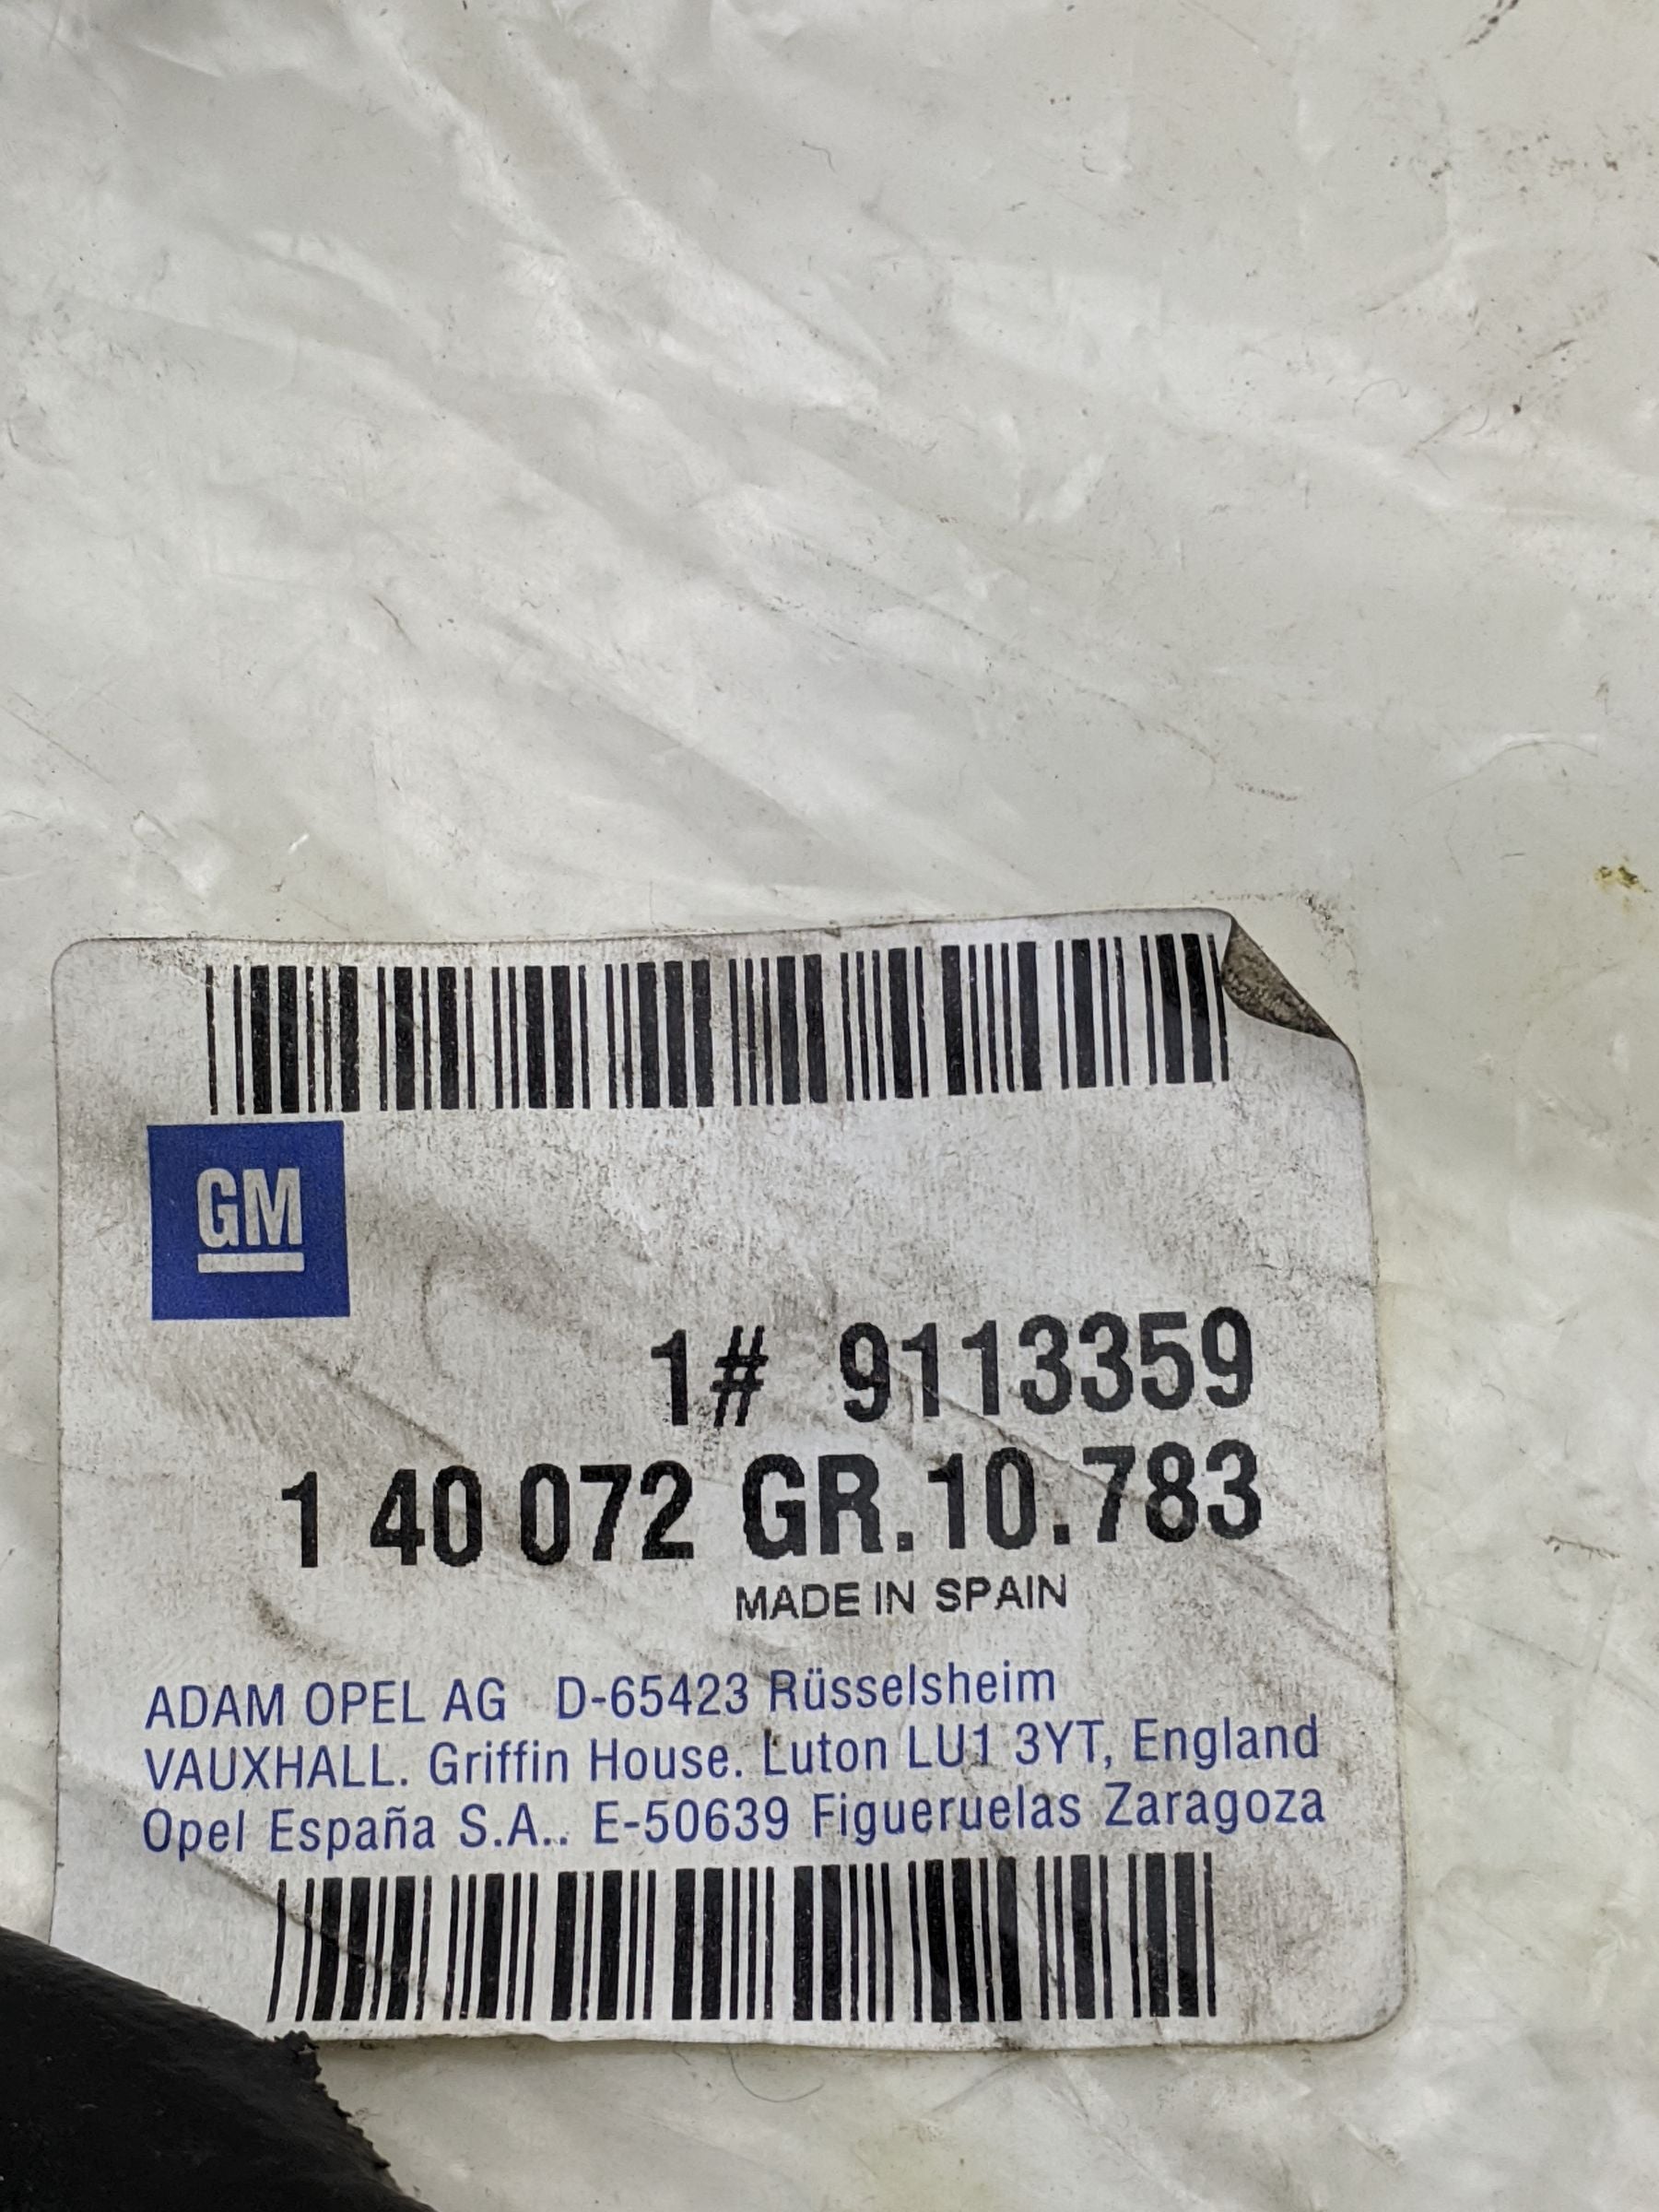 GM
1# 9113359
1 40 072 GR.10.783
MADE IN SPAIN
ADAM OPEL AG D-65423 Rüsselsheim
VAUXHALL. Griffin House. Luton LU1 3YT, England
Opel España S.A.. E-50639 Figueruelas Zaragoza